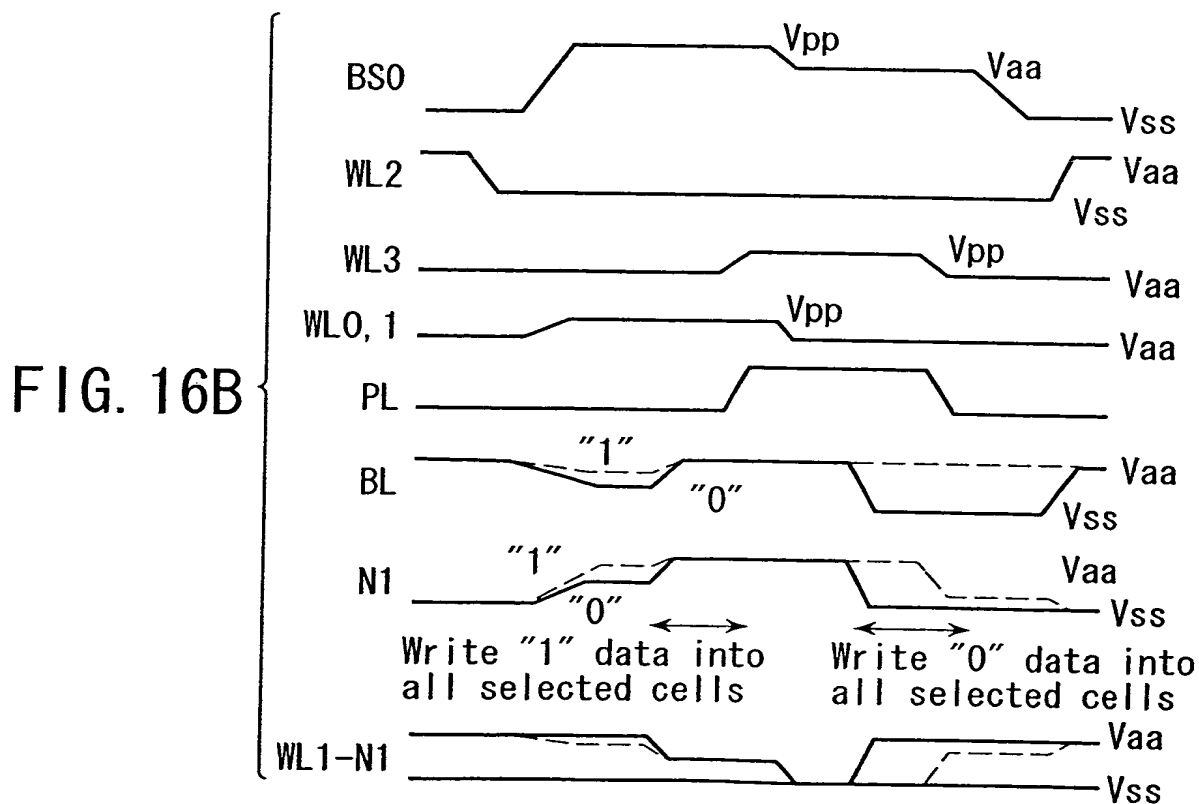 FIG. 16B
BS0
Vpp
Vaa
Vss
WL2
Vaa
Vss
WL3
Vpp
Vaa
WL0, 1
Vpp
Vaa
PL
BL
"1"
"0"
Vaa
Vss
N1
"1"
"0"
Vaa
Vss
Write "1" data into
all selected cells
Write "0" data into
all selected cells
WL1-N1
Vaa
Vss